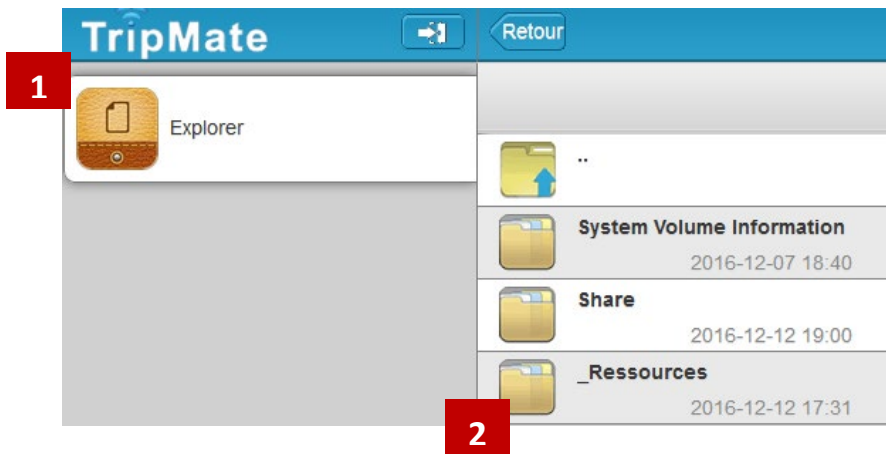 TripMate
Retour
1
Explorer
..
System Volume Information
2016-12-07 18:40
Share
2016-12-12 19:00
_Ressources
2016-12-12 17:31
2